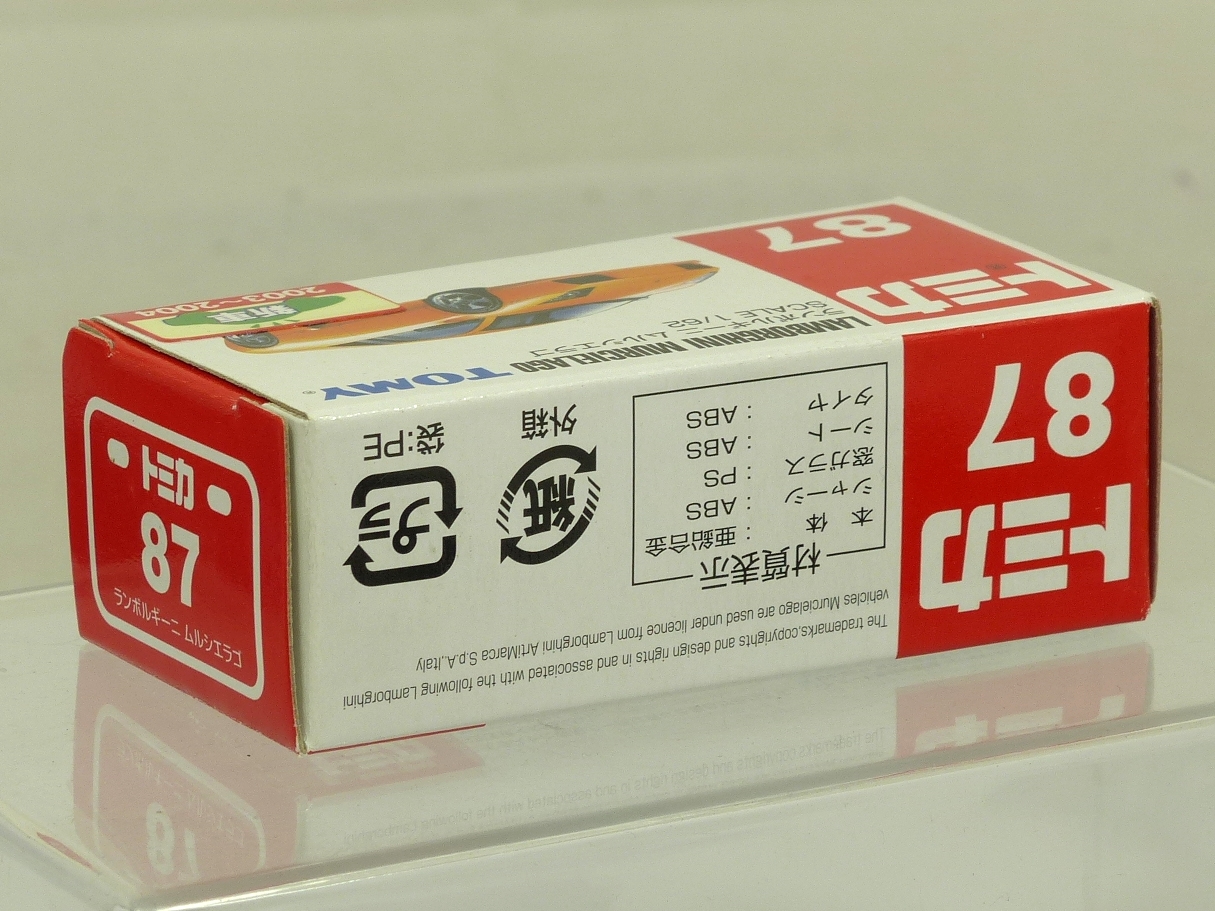 トミカ
87
ランボルギーニ ムルシエラゴ
87
トミカ
新車
2003~2004
LAMBORGHINI MURCIELAGO
ランボルギーニ ムルシエラゴ
SCALE 1/62
TOMY
トミカ
87
The trademarks.copyrights and design rights in and associated with the following Lamborghini
vehicles Murcielago are used under licence from Lamborghini ArtiMarca S.p.A.,Italy
材質表示
本体 : 亜鉛合金
シャーシ : ABS
窓ガラス : PS
シート : ABS
タイヤ : ABS
紙
外箱
プラ
袋:PE